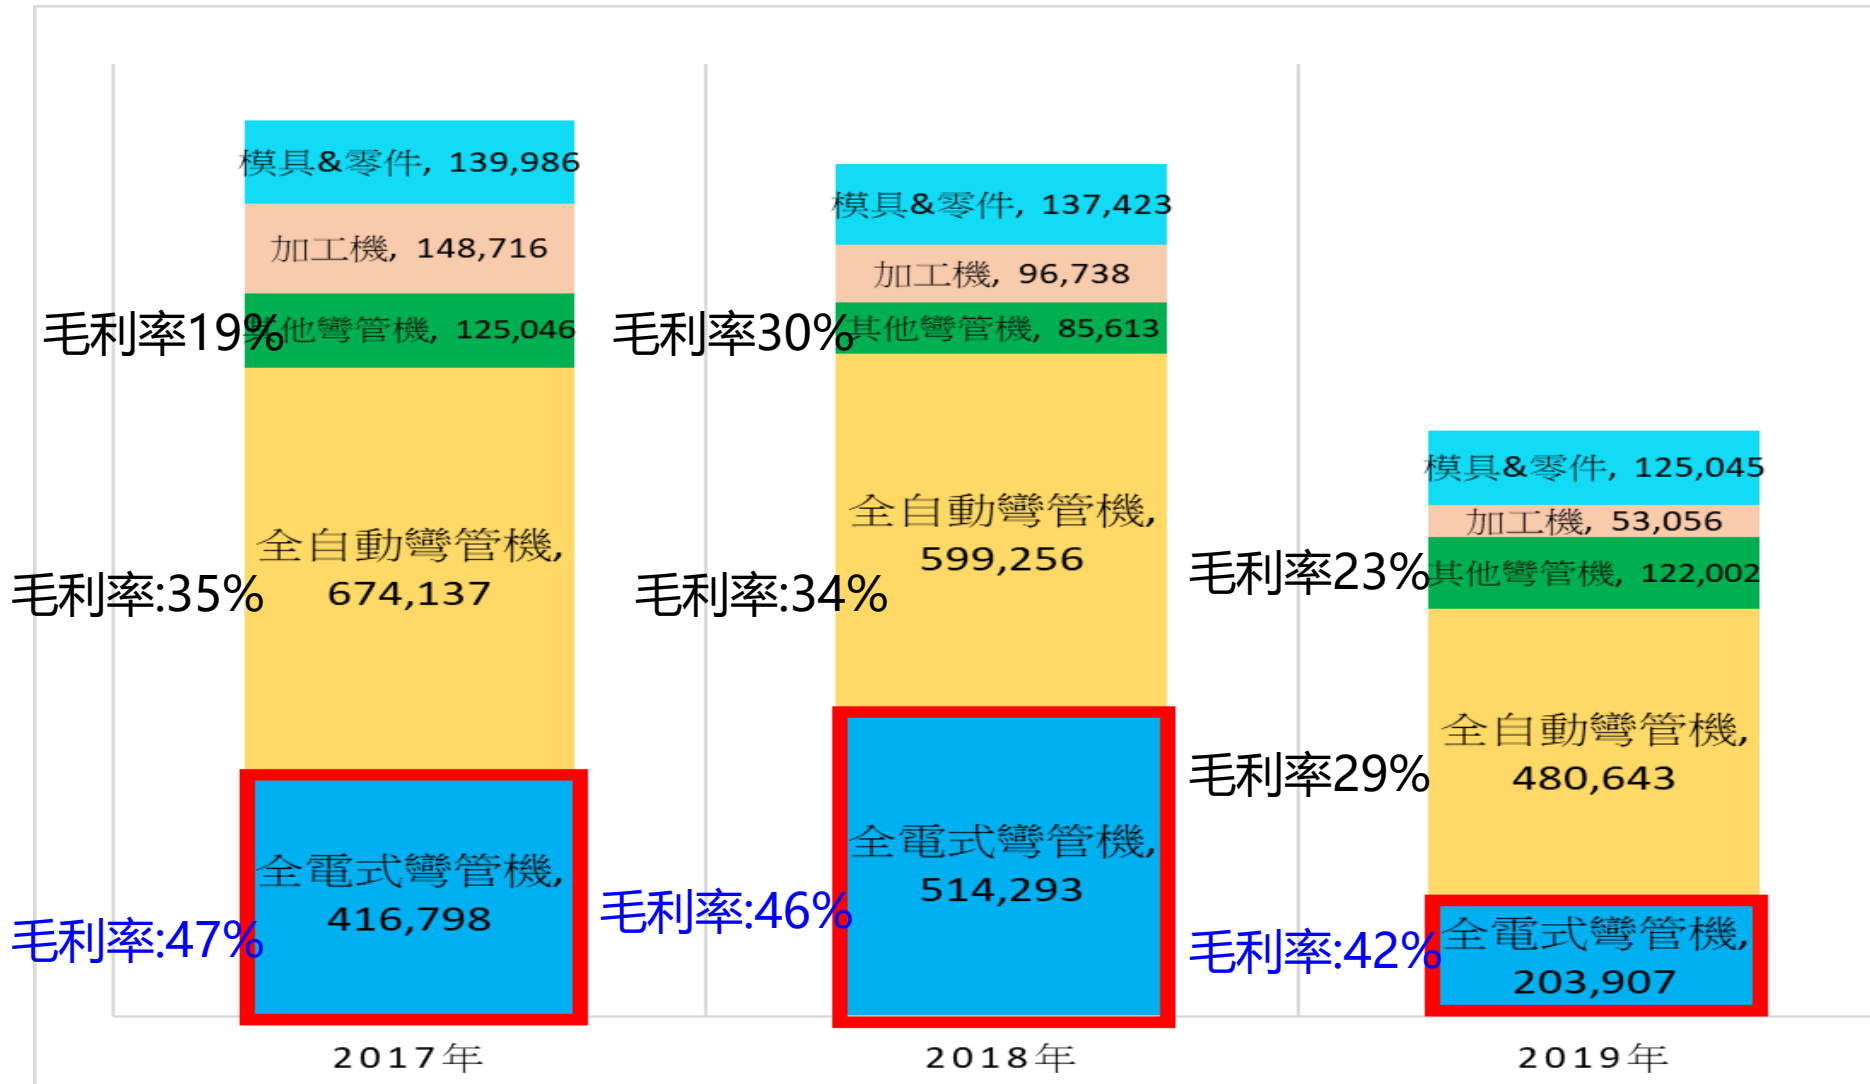 模具&零件, 139,986
加工機, 148,716
毛利率19%
其他彎管機, 125,046
全自動彎管機,
674,137
毛利率:35%
全電式彎管機,
416,798
毛利率:47%
2017年
模具&零件, 137,423
加工機, 96,738
毛利率30%
其他彎管機, 85,613
全自動彎管機,
599,256
毛利率:34%
全電式彎管機,
514,293
毛利率:46%
2018年
模具&零件, 125,045
加工機, 53,056
毛利率23%
其他彎管機, 122,002
全自動彎管機,
480,643
毛利率29%
全電式彎管機,
203,907
毛利率:42%
2019年